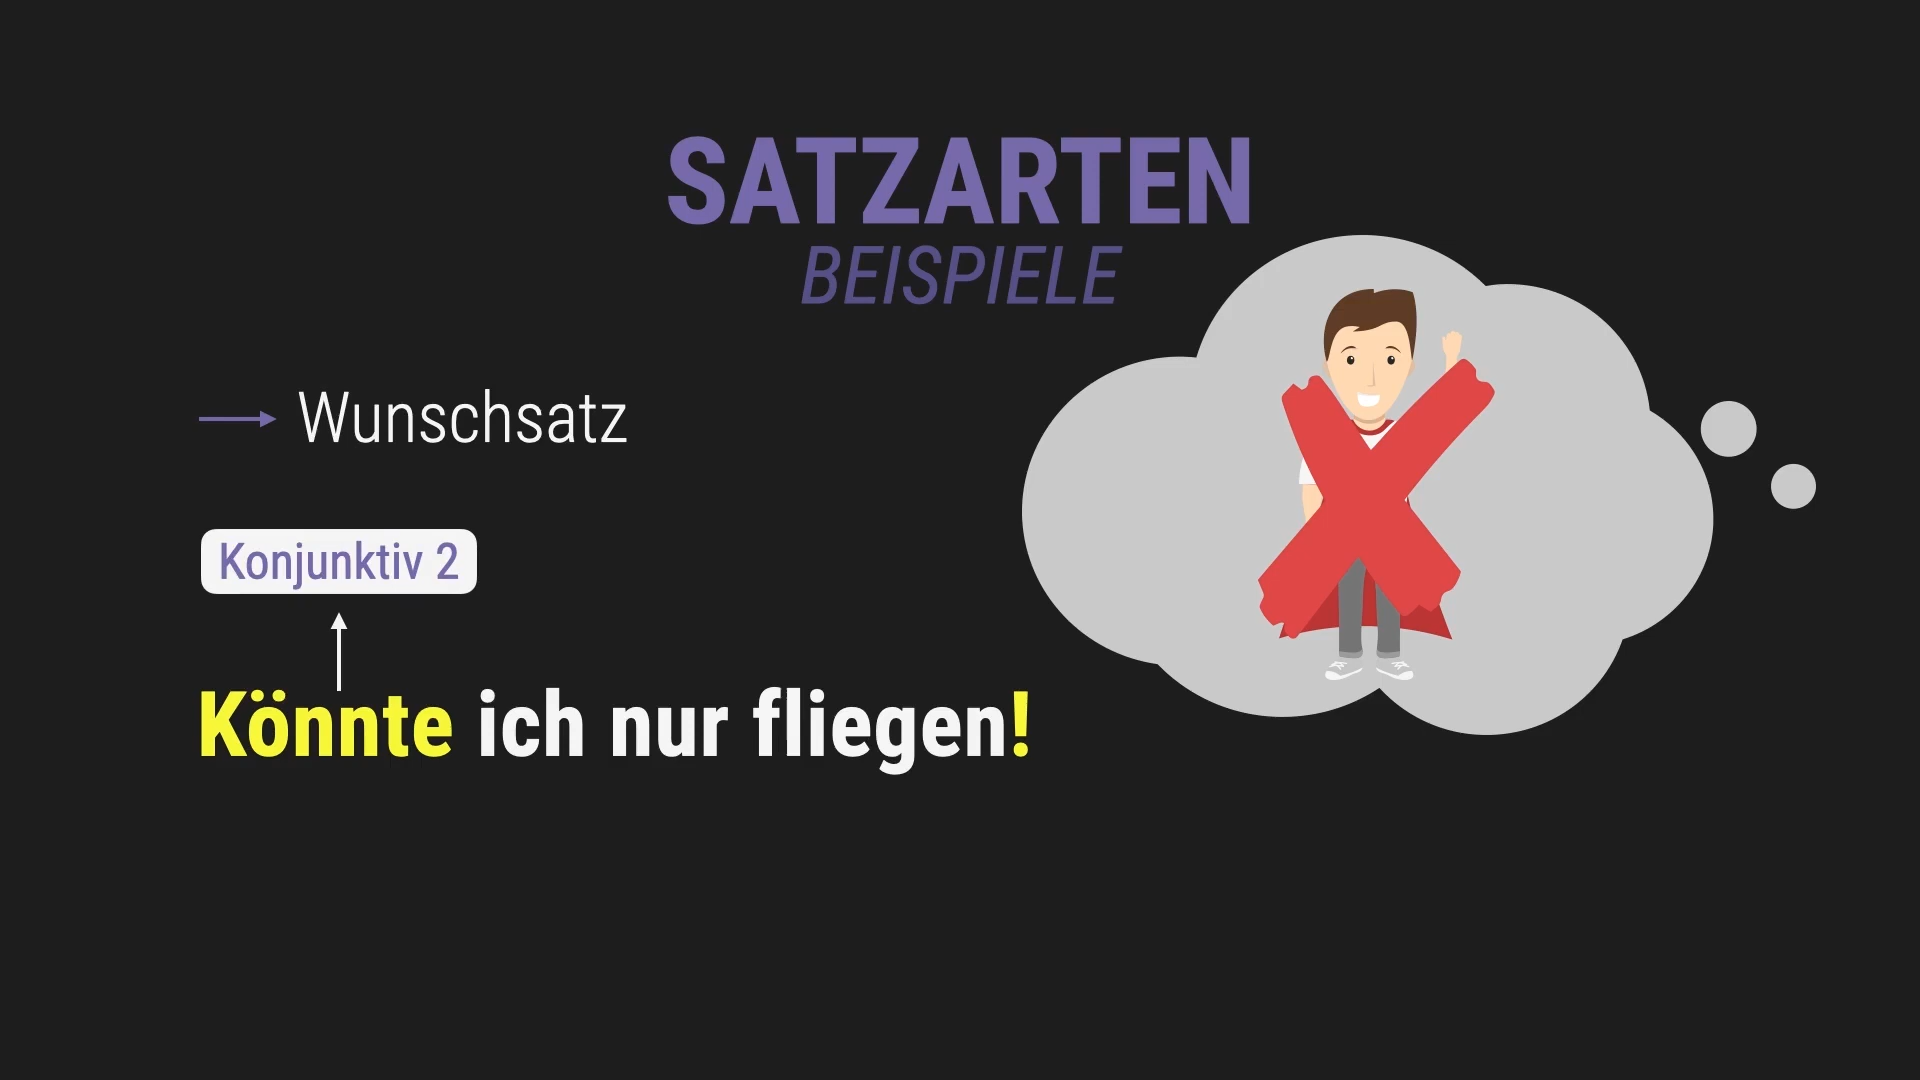 SATZARTEN
BEISPIELE
Wunschsatz
Konjunktiv 2
Könnte ich nur fliegen!